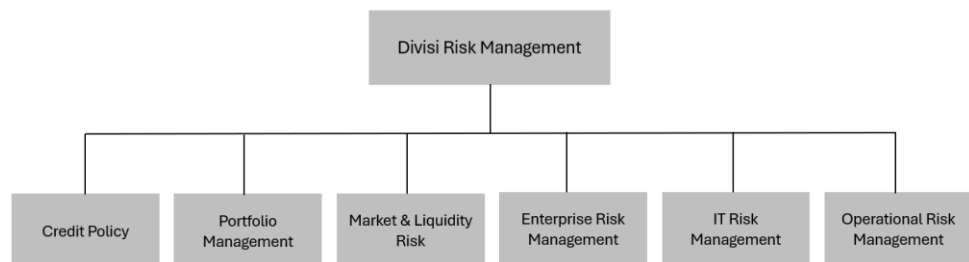 Divisi Risk Management
Credit Policy
Portfolio
Management
Market & Liquidity
Risk
Enterprise Risk
Management
IT Risk
Management
Operational Risk
Management